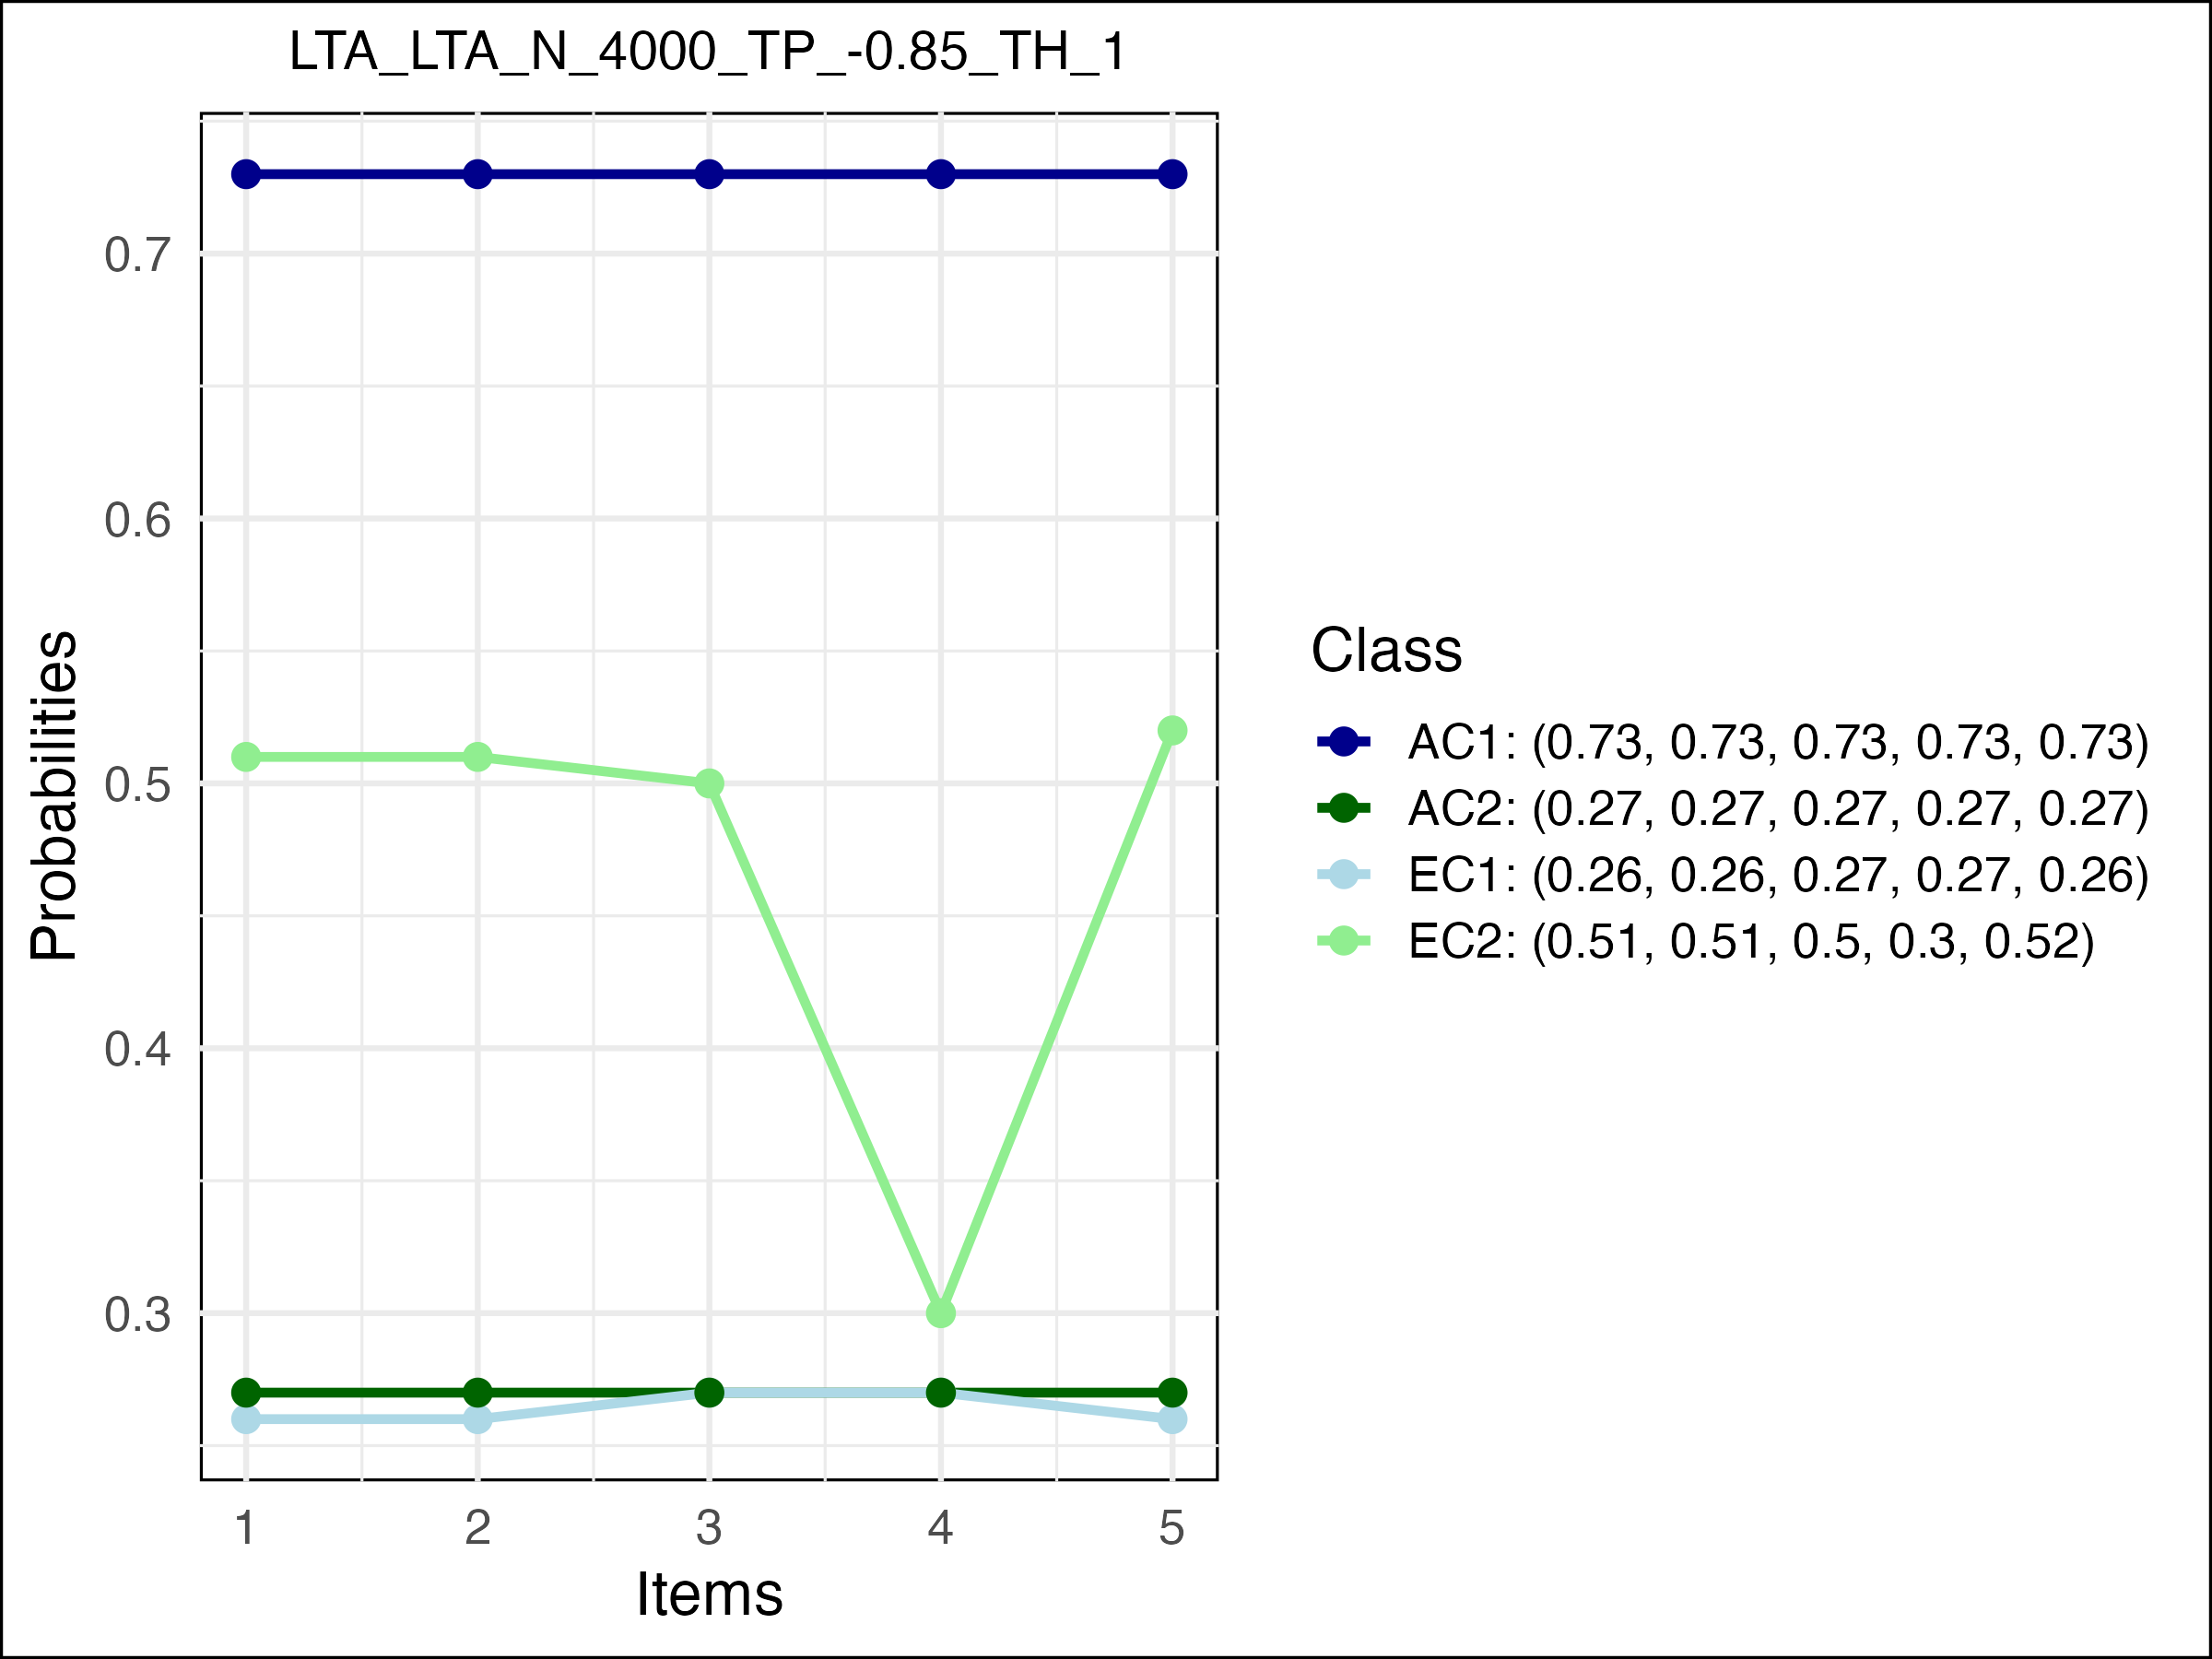 LTA_LTA_N_4000_TP_-0.85_TH_1
Probabilities
0.7
0.6
0.5
0.4
0.3
1 2 3 4 5
Items
Class
AC1: (0.73, 0.73, 0.73, 0.73, 0.73)
AC2: (0.27, 0.27, 0.27, 0.27, 0.27)
EC1: (0.26, 0.26, 0.27, 0.27, 0.26)
EC2: (0.51, 0.51, 0.5, 0.3, 0.52)